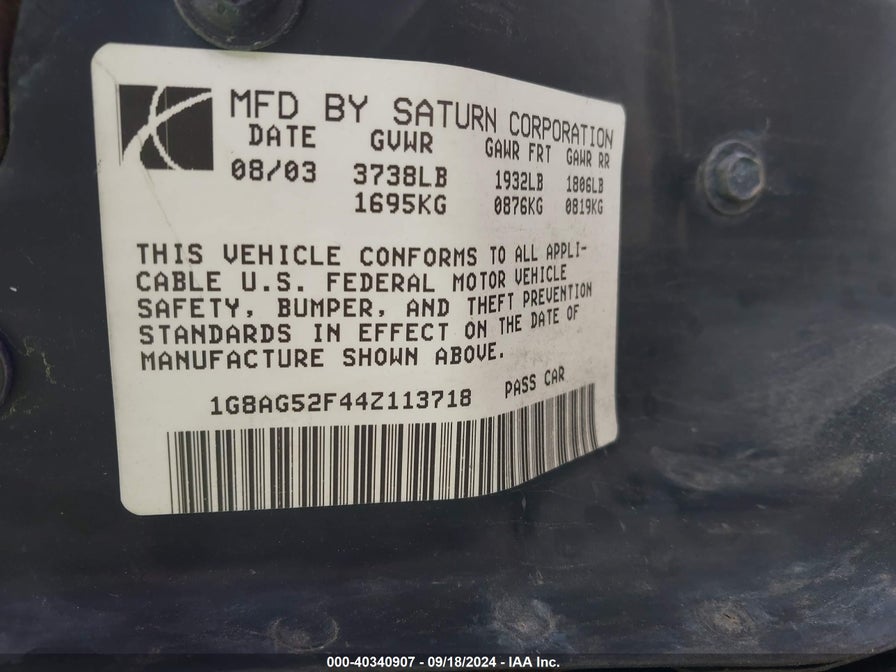 MFD BY SATURN CORPORATION
DATE GVWR GAWR FRT GAWR RR
08/03 3738LB 1932LB 1806LB
1695KG 0876KG 0819KG
THIS VEHICLE CONFORMS TO ALL APPLI-
CABLE U.S. FEDERAL MOTOR VEHICLE
SAFETY, BUMPER, AND THEFT PREVENTION
STANDARDS IN EFFECT ON THE DATE OF
MANUFACTURE SHOWN ABOVE.
1G8AG52F44Z113718 PASS CAR
000-40340907 - 09/18/2024 - IAA Inc.